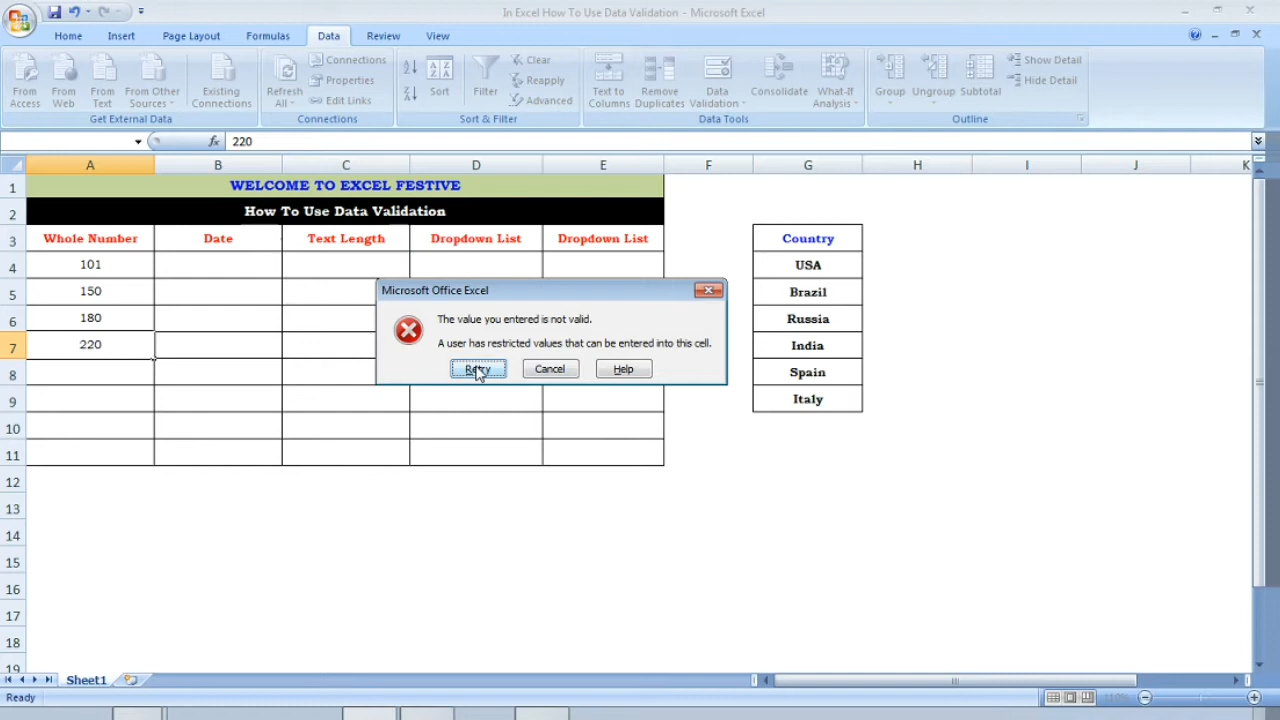 In Excel How To Use Data Validation - Microsoft Excel
Home Insert Page Layout Formulas Data Review View
From Access
From Web
From Text
From Other Sources
Existing Connections
Get External Data
Refresh All
Connections
Properties
Edit Links
Connections
Sort
Filter
Clear
Reapply
Advanced
Sort & Filter
Text to Columns
Remove Duplicates
Data Validation
Consolidate
What-If Analysis
Data Tools
Group
Ungroup
Subtotal
Show Detail
Hide Detail
Outline
fx 220
A B C D E F G H I J K
1 WELCOME TO EXCEL FESTIVE
2 How To Use Data Validation
3 Whole Number Date Text Length Dropdown List Dropdown List Country
4 101 USA
5 150 Brazil
6 180 Russia
7 220 India
8 Spain
9 Italy
10
11
12
13
14
15
16
17
18
19
Microsoft Office Excel
The value you entered is not valid.
A user has restricted values that can be entered into this cell.
Retry Cancel Help
Sheet1
Ready 110%